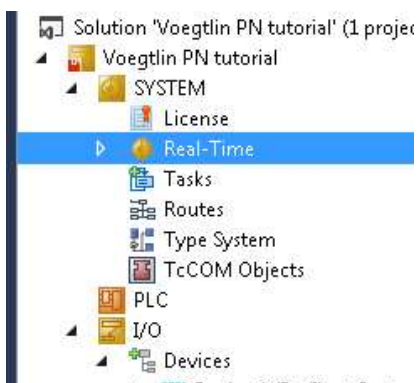 Solution 'Voegtlin PN tutorial' (1 projec
Voegtlin PN tutorial
SYSTEM
License
Real-Time
Tasks
Routes
Type System
TcCOM Objects
PLC
I/O
Devices